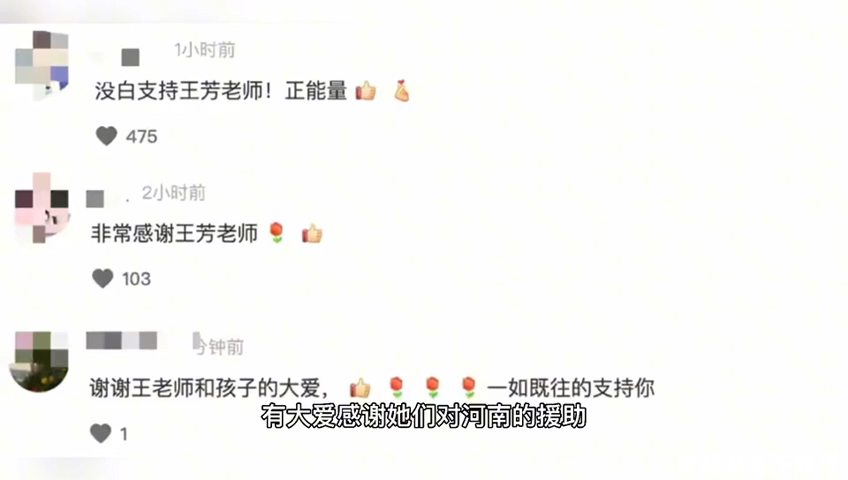 1小时前
没白支持王芳老师！正能量👍
475
2小时前
非常感谢王芳老师🌹👍
103
分钟前
谢谢王老师和孩子的大爱，👍🌹🌹🌹一如既往的支持你
有大爱感谢她们对河南的援助
1